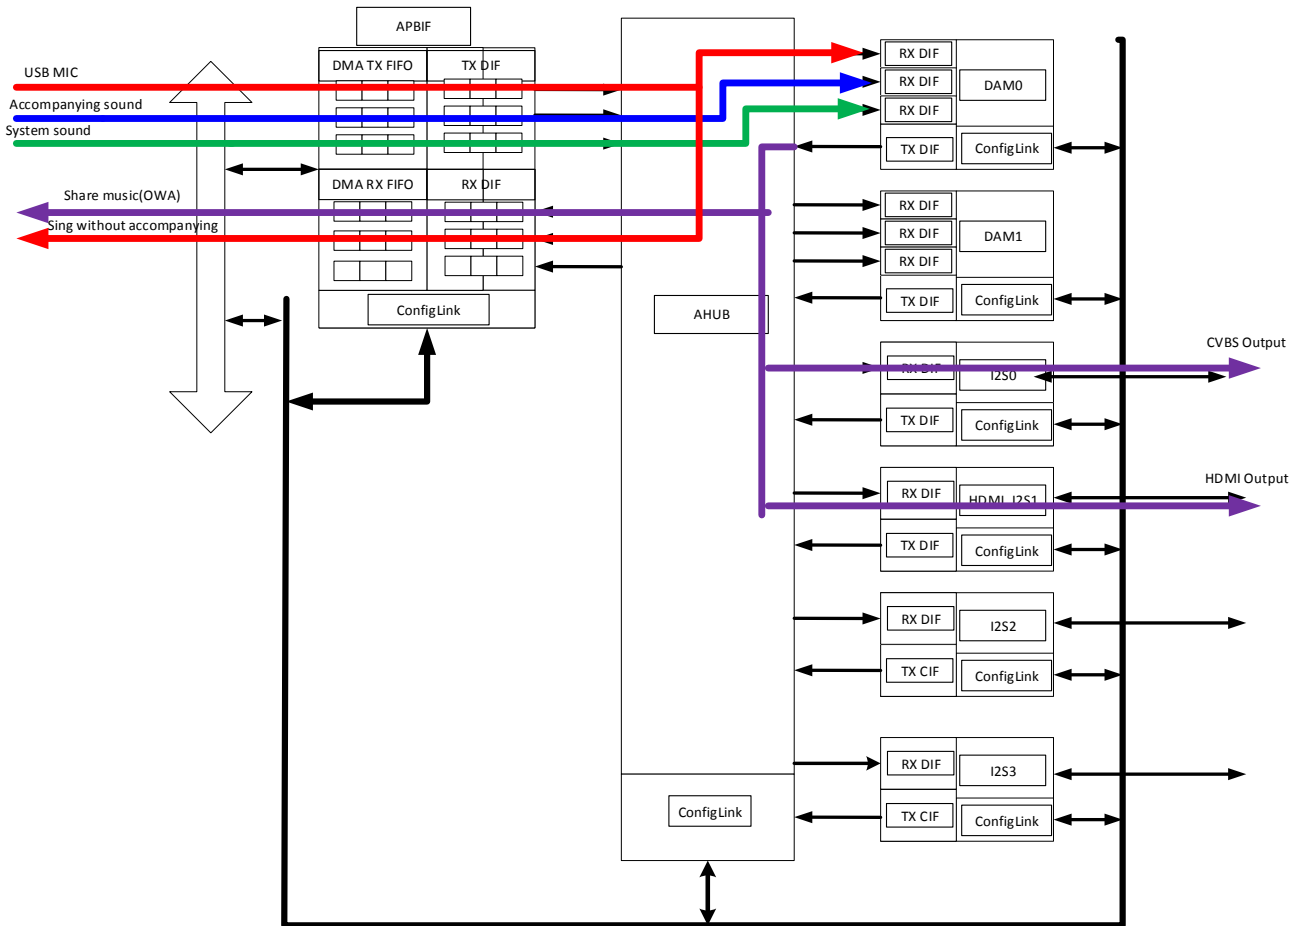 APBIF
DMA TX FIFO
TX DIF
USB MIC
Accompanying sound
System sound
DMA RX FIFO
RX DIF
Share music(OWA)
Sing without accompanying
ConfigLink
AHUB
ConfigLink
RX DIF
RX DIF
RX DIF
DAM0
TX DIF
ConfigLink
RX DIF
RX DIF
RX DIF
DAM1
TX DIF
ConfigLink
CVBS Output
RX DIF
I2S0
TX DIF
ConfigLink
HDMI Output
RX DIF
HDMI_I2S1
TX DIF
ConfigLink
RX DIF
I2S2
TX CIF
ConfigLink
RX DIF
I2S3
TX CIF
ConfigLink